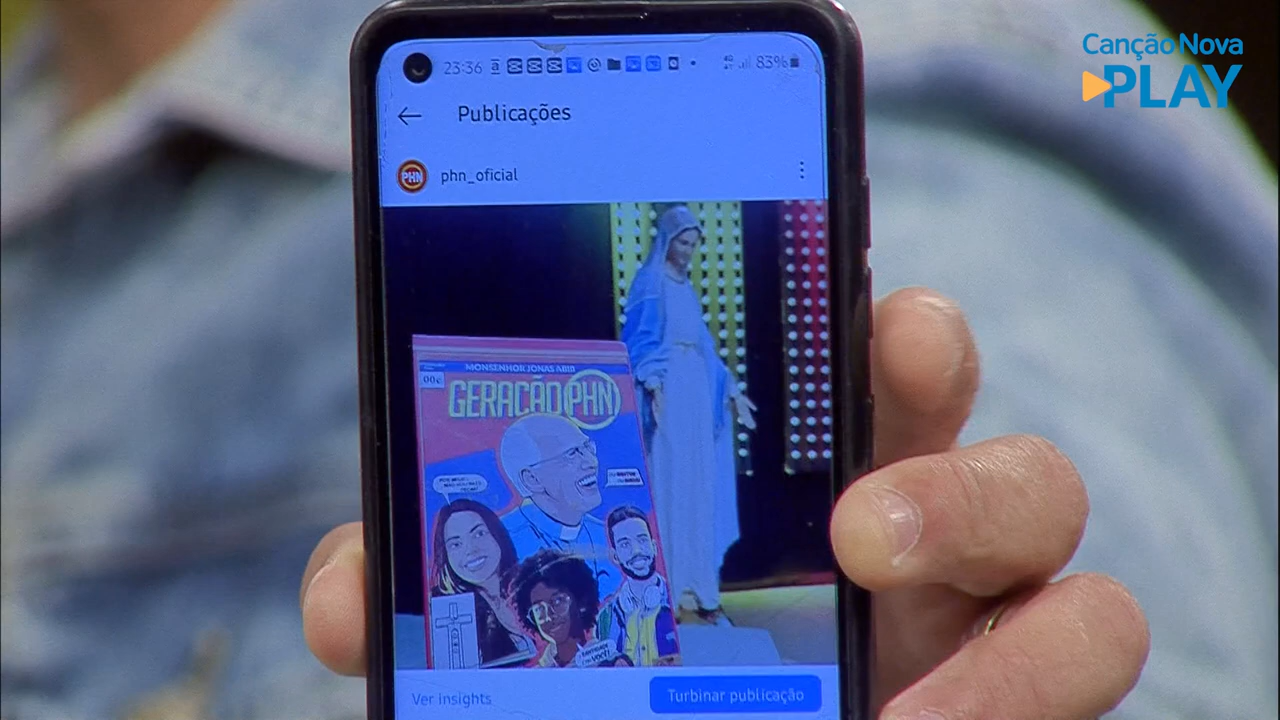 Canção Nova
PLAY
23:36
83%
Publicações
PHN
phn_oficial
MONSENHOR JONAS ABIB
GERAÇÃO PHN
Ver insights
Turbinar publicação